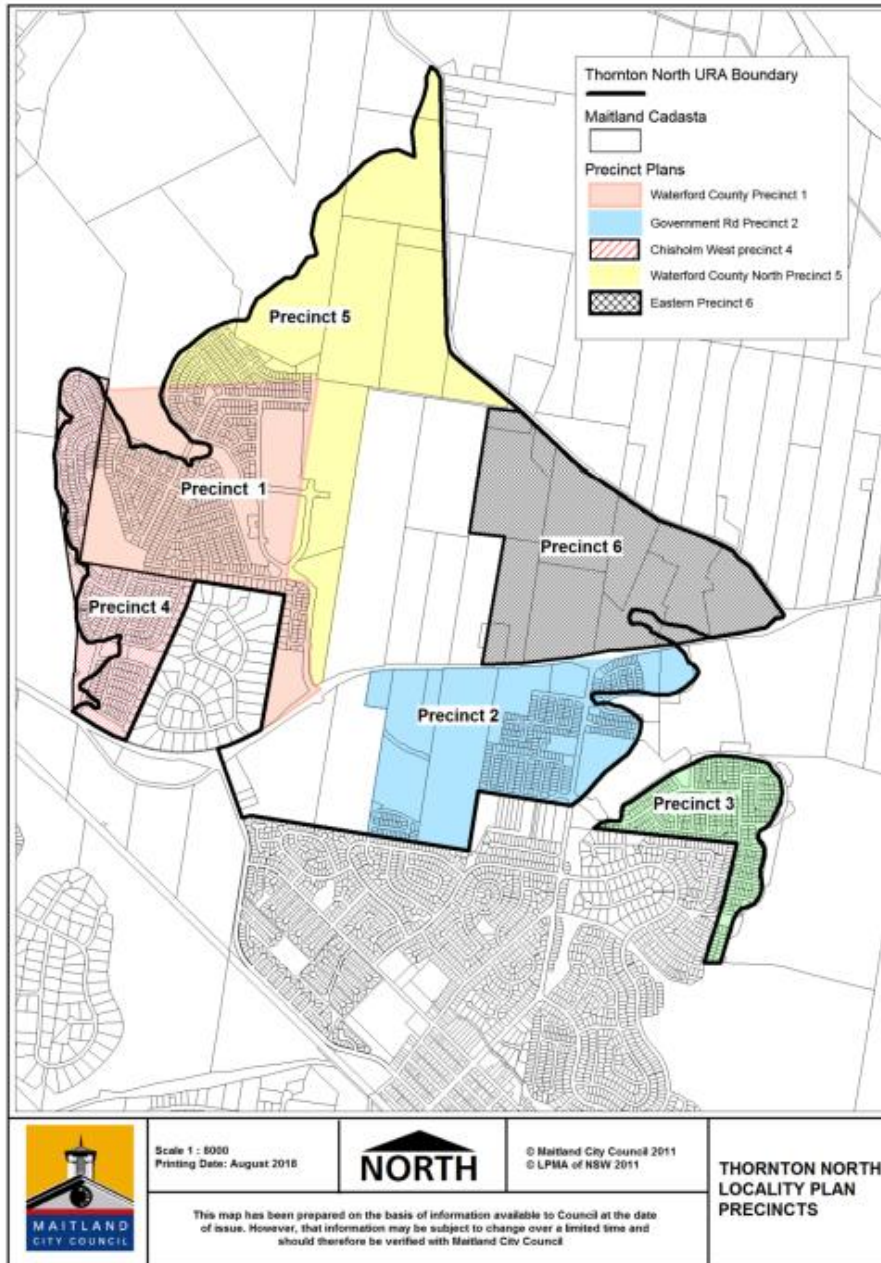 Thornton North URA Boundary
Maitland Cadasta
Precinct Plans
Waterford County Precinct 1
Government Rd Precinct 2
Chisholm West precinct 4
Waterford County North Precinct 5
Eastern Precinct 6
Precinct 5
Precinct 1
Precinct 6
Precinct 4
Precinct 2
Precinct 3
MAITLAND
CITY COUNCIL
Scale 1 : 8000
Printing Date: August 2018
NORTH
© Maitland City Council 2011
© LPMA of NSW 2011
This map has been prepared on the basis of information available to Council at the date
of issue. However, that information may be subject to change over a limited time and
should therefore be verified with Maitland City Council
THORNTON NORTH
LOCALITY PLAN
PRECINCTS